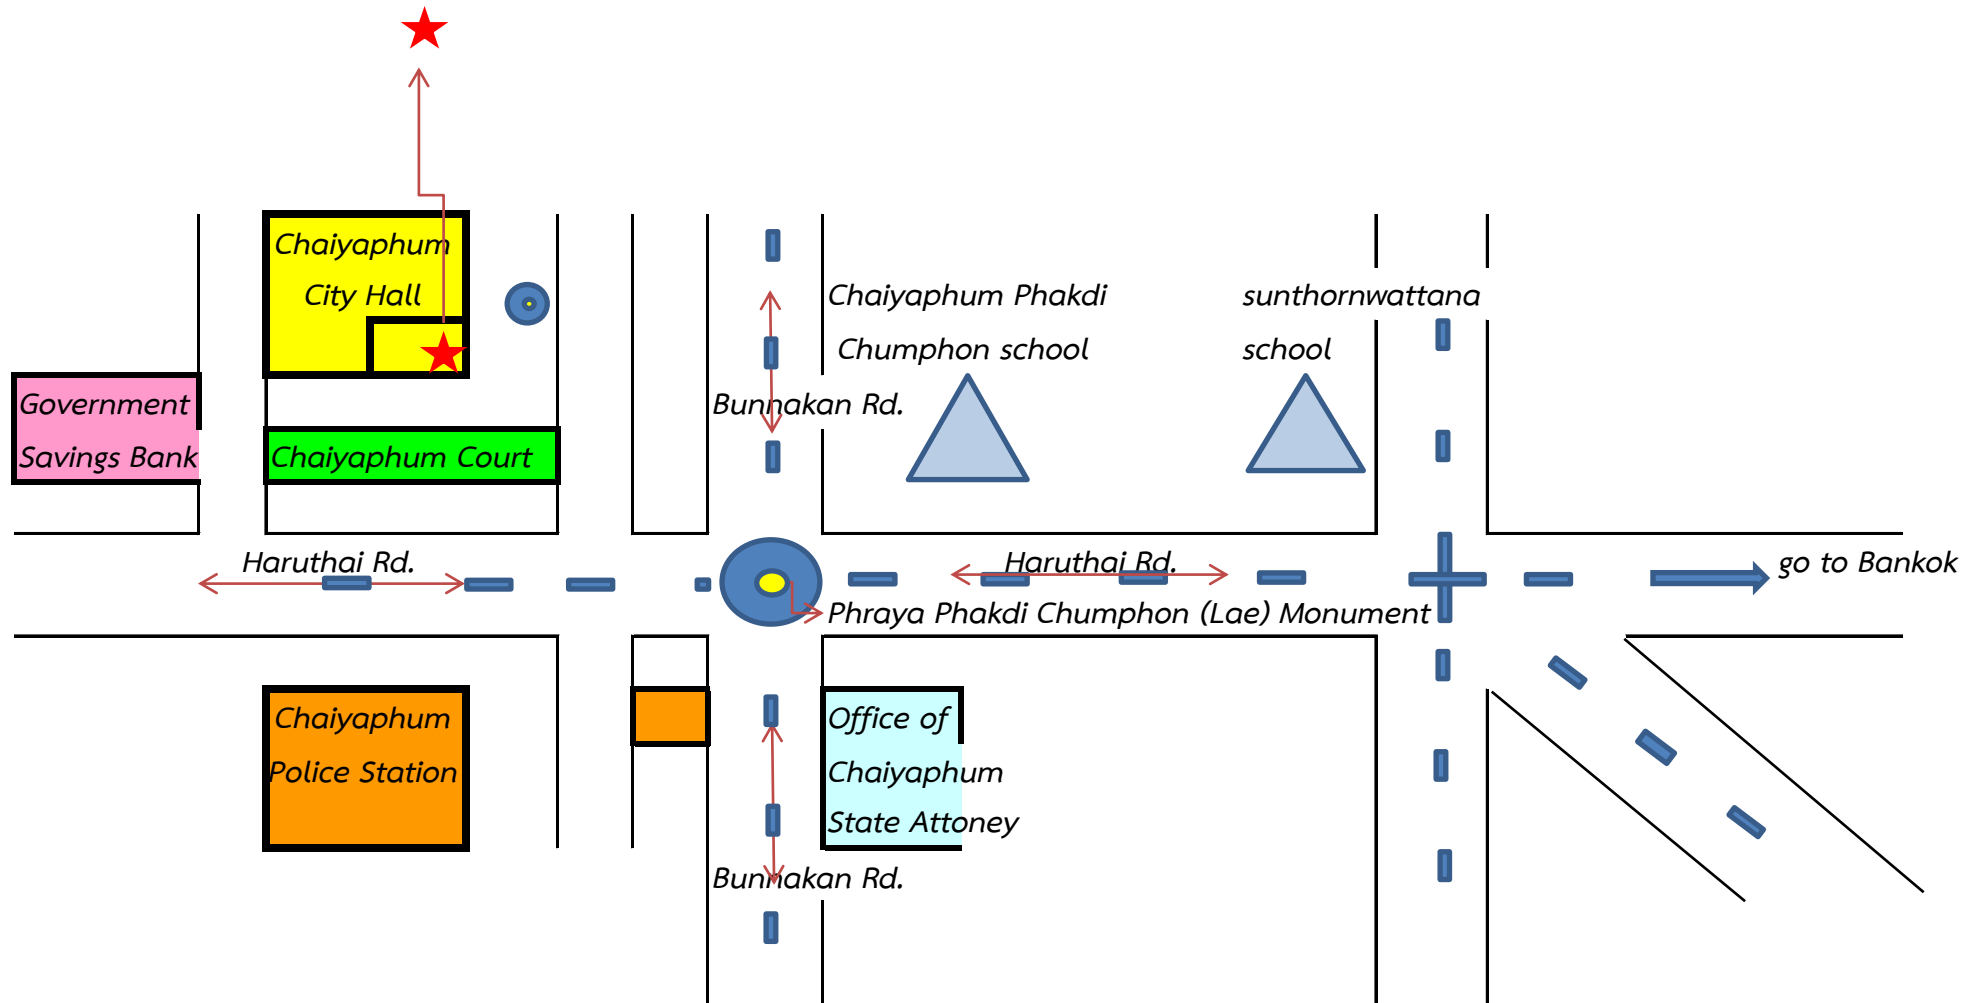 Chaiyaphum
City Hall
Chaiyaphum Phakdi
Chumphon school
sunthornwattana
school
Government
Savings Bank
Bunnakan Rd.
Chaiyaphum Court
Haruthai Rd.
Haruthai Rd.
go to Bankok
Phraya Phakdi Chumphon (Lae) Monument
Chaiyaphum
Police Station
Office of
Chaiyaphum
State Attoney
Bunnakan Rd.